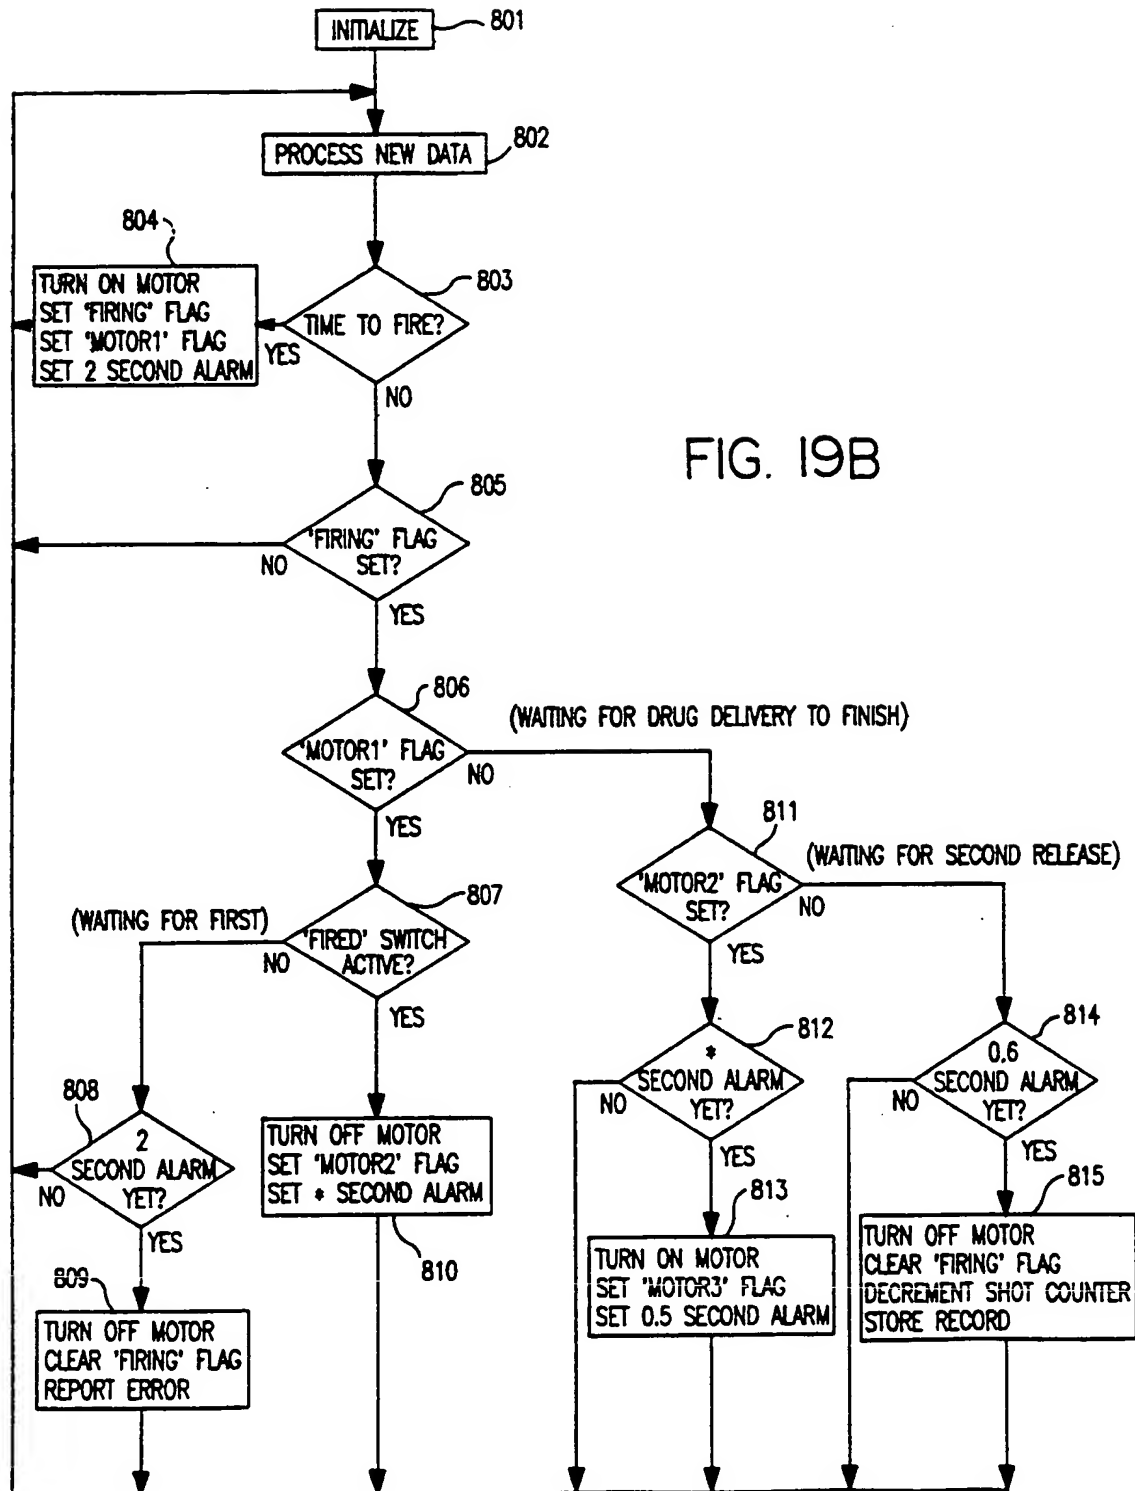 INITIALIZE
801
PROCESS NEW DATA
802
804
TURN ON MOTOR
SET 'FIRING' FLAG
SET 'MOTOR1' FLAG
SET 2 SECOND ALARM
TIME TO FIRE?
803
YES
NO
FIG. 19B
805
'FIRING' FLAG
SET?
NO
YES
806
(WAITING FOR DRUG DELIVERY TO FINISH)
'MOTOR1' FLAG
SET?
NO
YES
811
(WAITING FOR SECOND RELEASE)
'MOTOR2' FLAG
SET?
NO
YES
807
(WAITING FOR FIRST)
'FIRED' SWITCH
ACTIVE?
NO
YES
812
*
SECOND ALARM
YET?
NO
YES
814
0.6
SECOND ALARM
YET?
NO
YES
808
2
SECOND ALARM
YET?
NO
YES
TURN OFF MOTOR
SET 'MOTOR2' FLAG
SET * SECOND ALARM
810
813
TURN ON MOTOR
SET 'MOTOR3' FLAG
SET 0.5 SECOND ALARM
815
TURN OFF MOTOR
CLEAR 'FIRING' FLAG
DECREMENT SHOT COUNTER
STORE RECORD
809
TURN OFF MOTOR
CLEAR 'FIRING' FLAG
REPORT ERROR